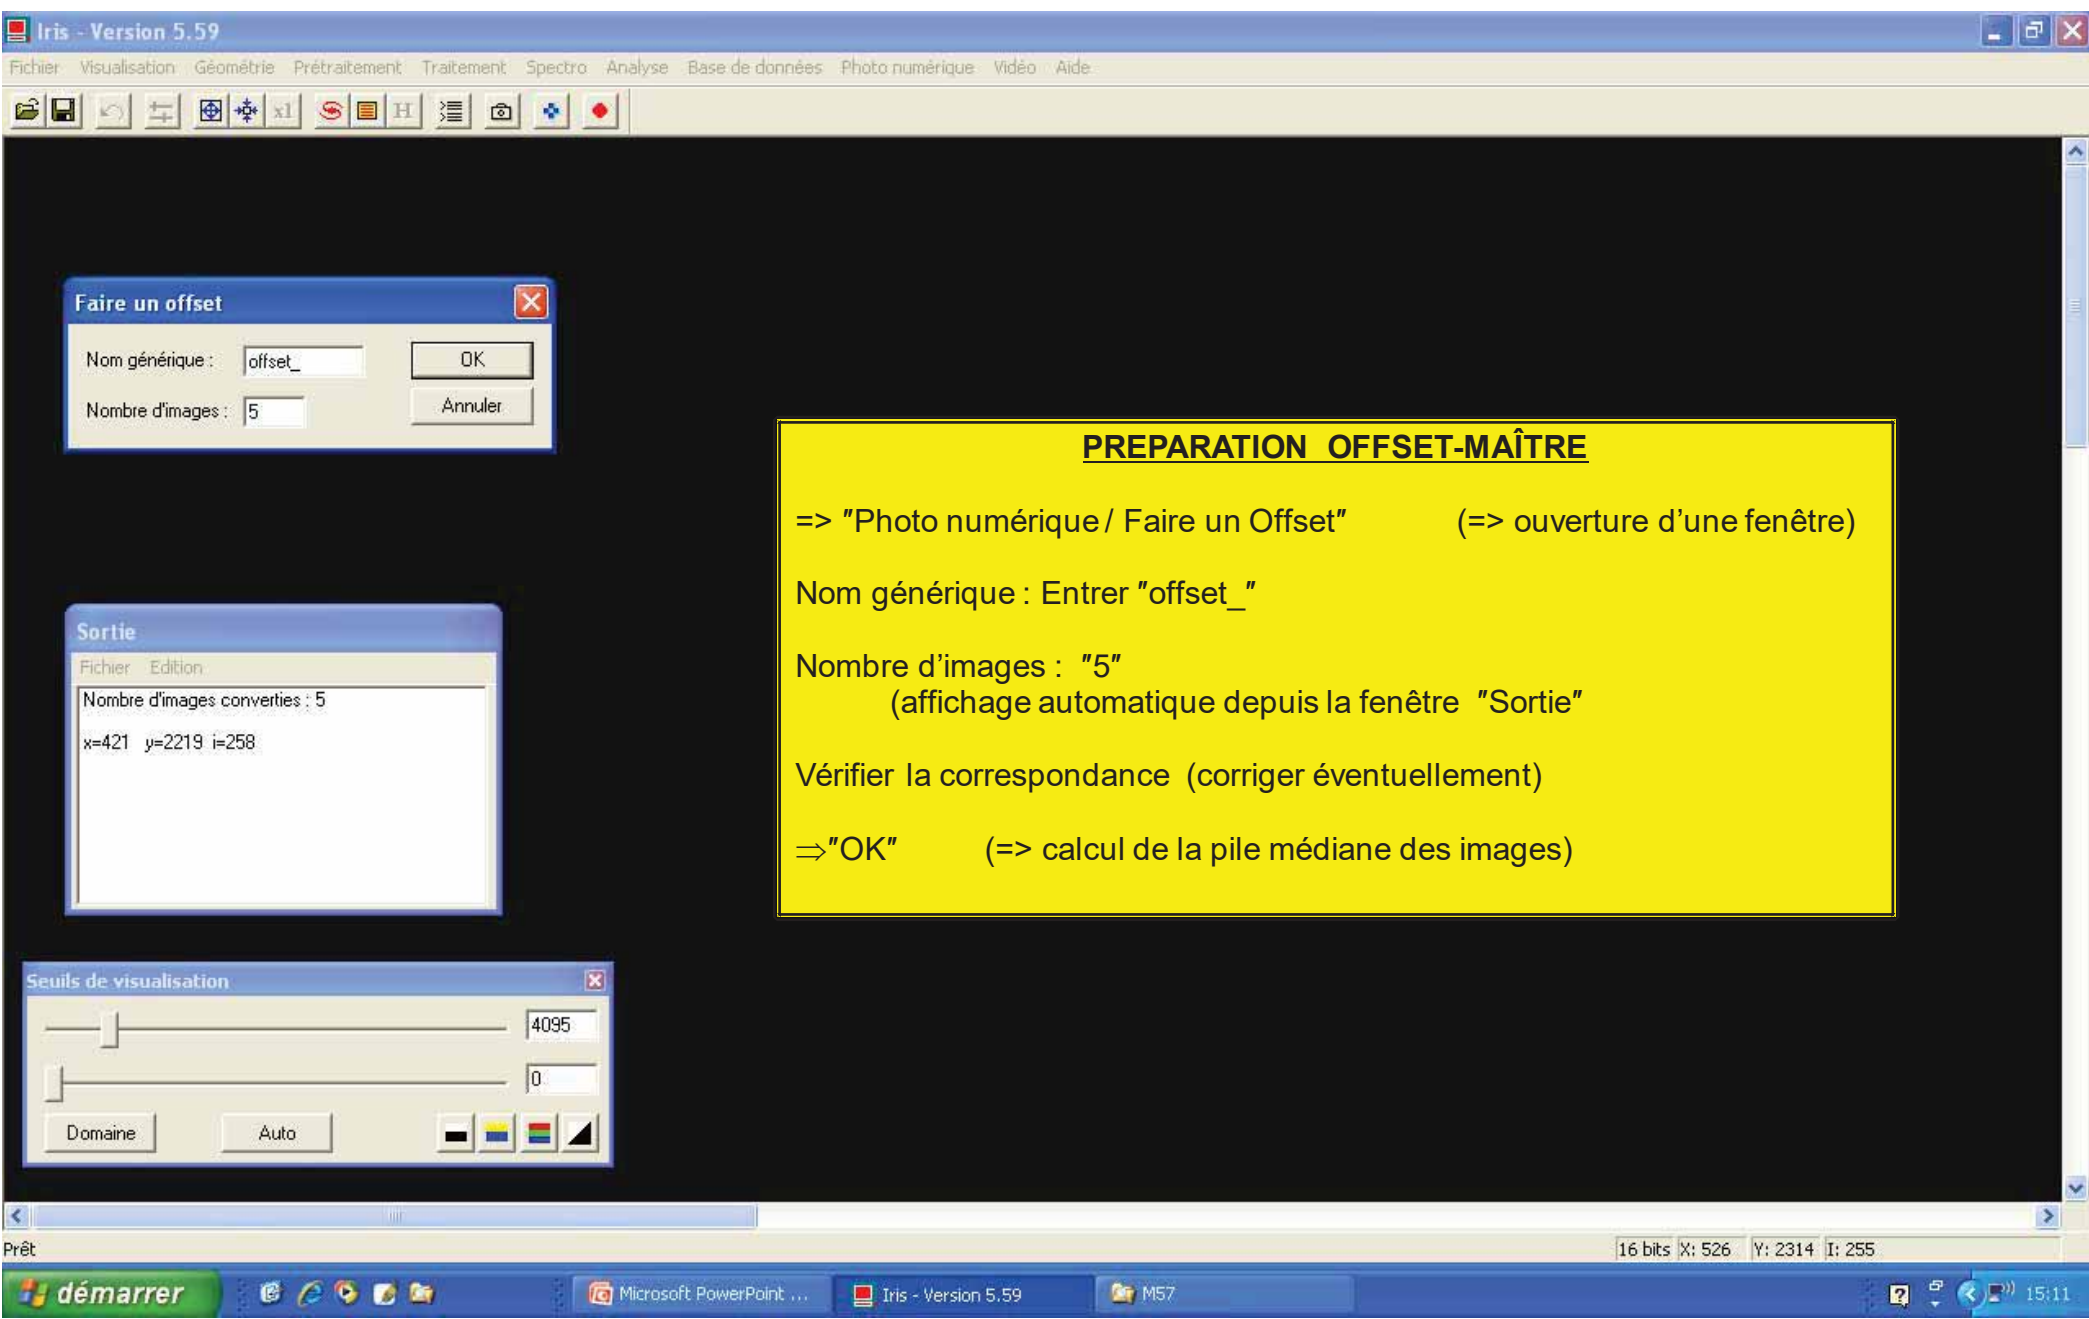 Iris - Version 5.59
Fichier Visualisation Géométrie Prétraitement Traitement Spectro Analyse Base de données Photo numérique Vidéo Aide
x1 H
Faire un offset
Nom générique : offset_ OK
Nombre d'images : 5 Annuler
PREPARATION OFFSET-MAÎTRE
=> "Photo numérique / Faire un Offset" (=> ouverture d’une fenêtre)
Nom générique : Entrer "offset_"
Nombre d’images : "5"
(affichage automatique depuis la fenêtre "Sortie"
Vérifier la correspondance (corriger éventuellement)
⇒"OK" (=> calcul de la pile médiane des images)
Sortie
Fichier Edition
Nombre d'images converties : 5
x=421 y=2219 i=258
Seuils de visualisation
4095
0
Domaine Auto
Prêt 16 bits X: 526 Y: 2314 I: 255
démarrer Microsoft PowerPoint ... Iris - Version 5.59 M57 15:11